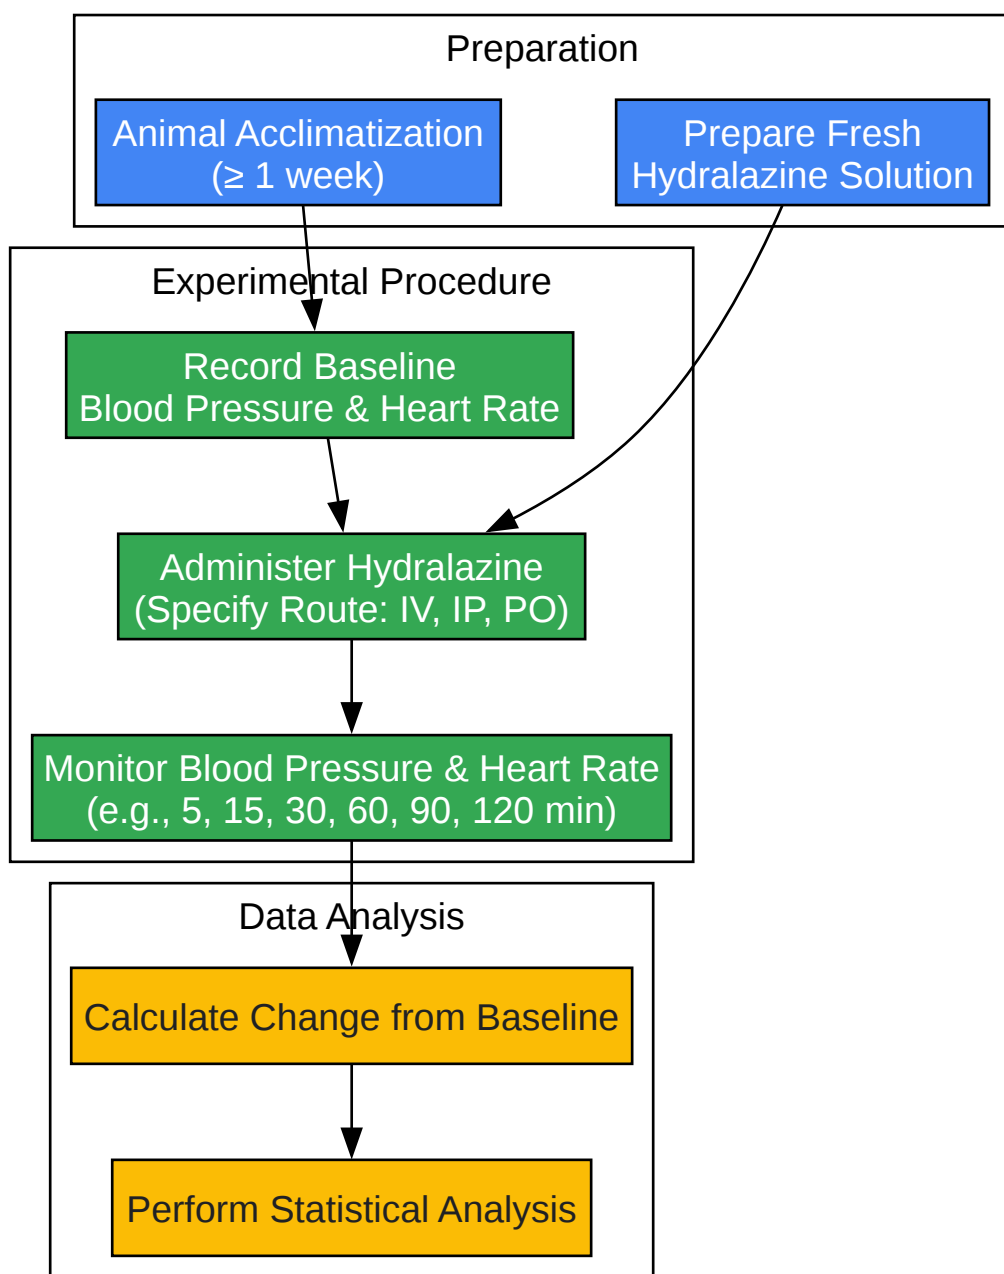 Preparation
Animal Acclimatization
(≥ 1 week)
Prepare Fresh
Hydralazine Solution
Experimental Procedure
Record Baseline
Blood Pressure & Heart Rate
Administer Hydralazine
(Specify Route: IV, IP, PO)
Monitor Blood Pressure & Heart Rate
(e.g., 5, 15, 30, 60, 90, 120 min)
Data Analysis
Calculate Change from Baseline
Perform Statistical Analysis